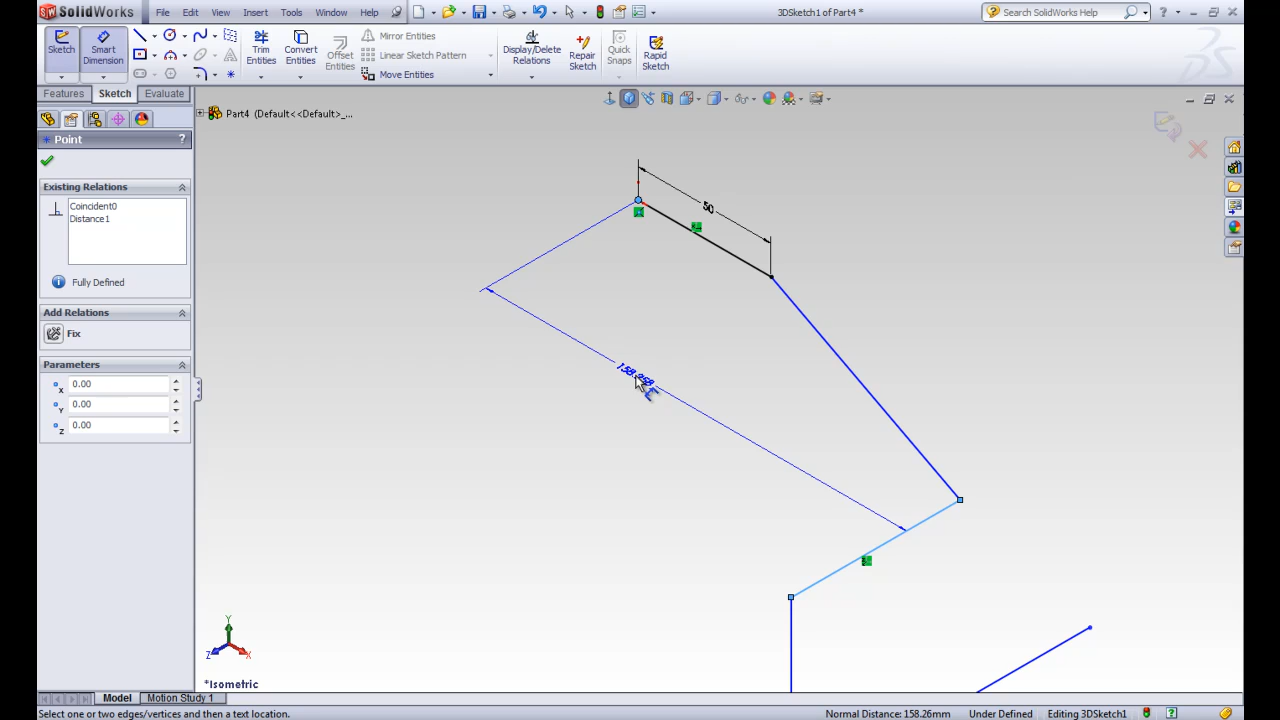 SolidWorks File Edit View Insert Tools Window Help 3DSketch1 of Part4 * Search SolidWorks Help
Sketch
Smart Dimension
Trim Entities
Convert Entities
Offset Entities
Mirror Entities
Linear Sketch Pattern
Move Entities
Display/Delete Relations
Repair Sketch
Quick Snaps
Rapid Sketch
Features Sketch Evaluate
Part4 (Default<<Default>_...
Point ?
Existing Relations
Coincident0
Distance1
Fully Defined
Add Relations
Fix
Parameters
X 0.00
Y 0.00
Z 0.00
50
Y
Z X
*Isometric
Model Motion Study 1
Select one or two edges/vertices and then a text location. Normal Distance: 158.26mm Under Defined Editing 3DSketch1